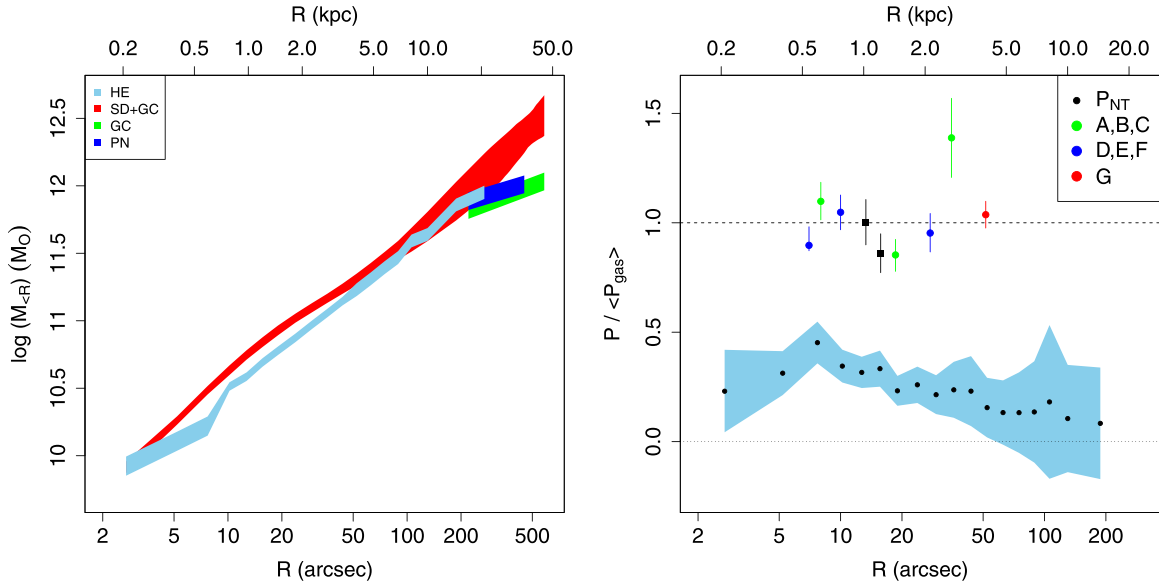 R (kpc)
0.2 0.5 1.0 2.0 5.0 10.0 50.0
HE
SD+GC
GC
PN
log (M<R) (MO)
10 10.5 11 11.5 12 12.5
2 5 10 20 50 100 200 500
R (arcsec)
R (kpc)
0.2 0.5 1.0 2.0 5.0 10.0 20.0
PNT
A,B,C
D,E,F
G
P / <Pgas>
0.0 0.5 1.0 1.5
2 5 10 20 50 100 200
R (arcsec)